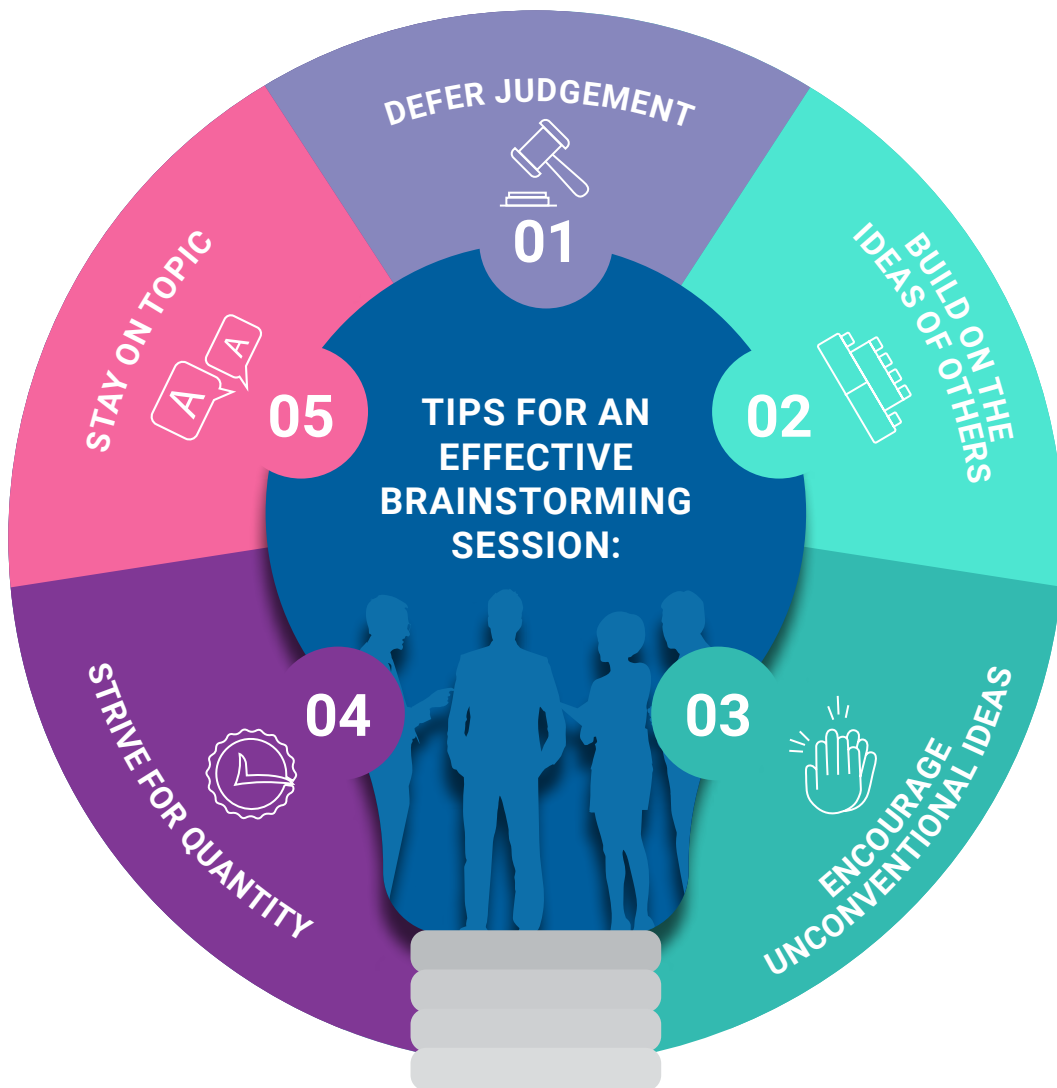 TIPS FOR AN
EFFECTIVE
BRAINSTORMING
SESSION:
DEFER JUDGEMENT
01
BUILD ON THE
IDEAS OF OTHERS
02
ENCOURAGE
UNCONVENTIONAL IDEAS
03
STRIVE FOR QUANTITY
04
STAY ON TOPIC
A
A
05